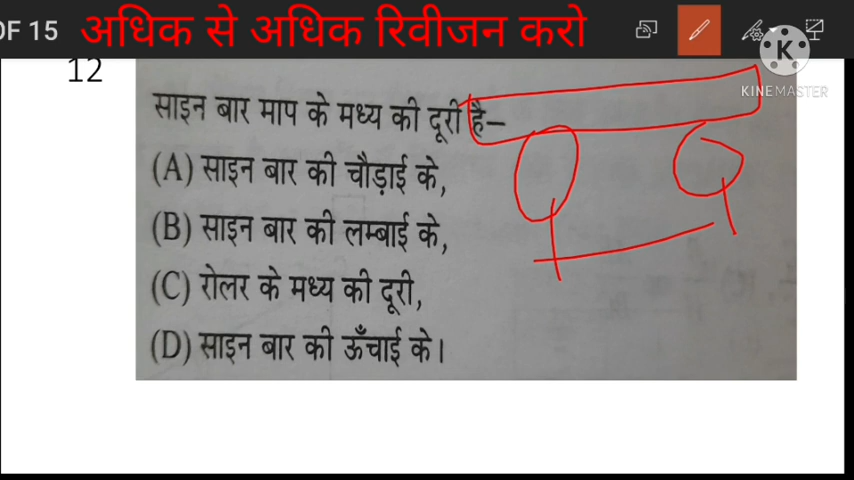 OF 15 अधिक से अधिक रिवीजन करो
K
KINEMASTER
12
साइन बार माप के मध्य की दूरी है–
(A) साइन बार की चौड़ाई के,
(B) साइन बार की लम्बाई के,
(C) रोलर के मध्य की दूरी,
(D) साइन बार की ऊँचाई के।